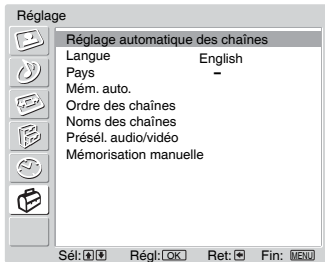 Réglage
Réglage automatique des chaînes
Langue English
Pays –
Mém. auto.
Ordre des chaînes
Noms des chaînes
Présél. audio/vidéo
Mémorisation manuelle
Sél: Régl: OK Ret: Fin: MENU